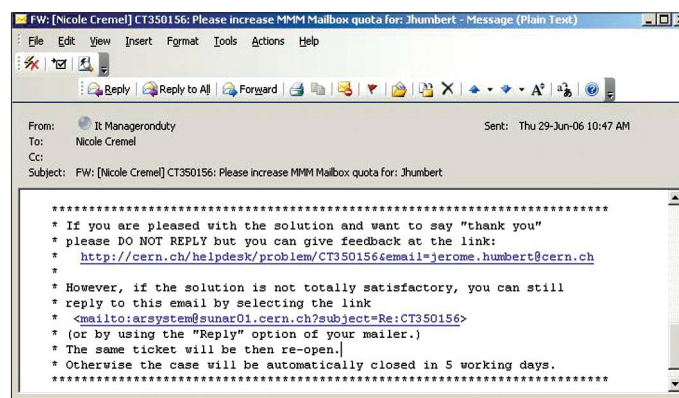 FW: [Nicole Cremel] CT350156: Please increase MMM Mailbox quota for: Jhumbert - Message (Plain Text)
File Edit View Insert Format Tools Actions Help
Reply Reply to All Forward
From: It Manageronduty Sent: Thu 29-Jun-06 10:47 AM
To: Nicole Cremel
Cc:
Subject: FW: [Nicole Cremel] CT350156: Please increase MMM Mailbox quota for: Jhumbert
***************************************************************************
* If you are pleased with the solution and want to say "thank you"
* please DO NOT REPLY but you can give feedback at the link:
* http://cern.ch/helpdesk/problem/CT350156&email=jerome.humbert@cern.ch
*
* However, if the solution is not totally satisfactory, you can still
* reply to this email by selecting the link
* <mailto:arsystem@sunar01.cern.ch?subject=Re:CT350156>
* (or by using the "Reply" option of your mailer.)
* The same ticket will be then re-open.
* Otherwise the case will be automatically closed in 5 working days.
***************************************************************************